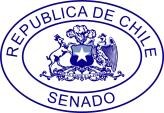 REPUBLICA DE CHILE
SENADO